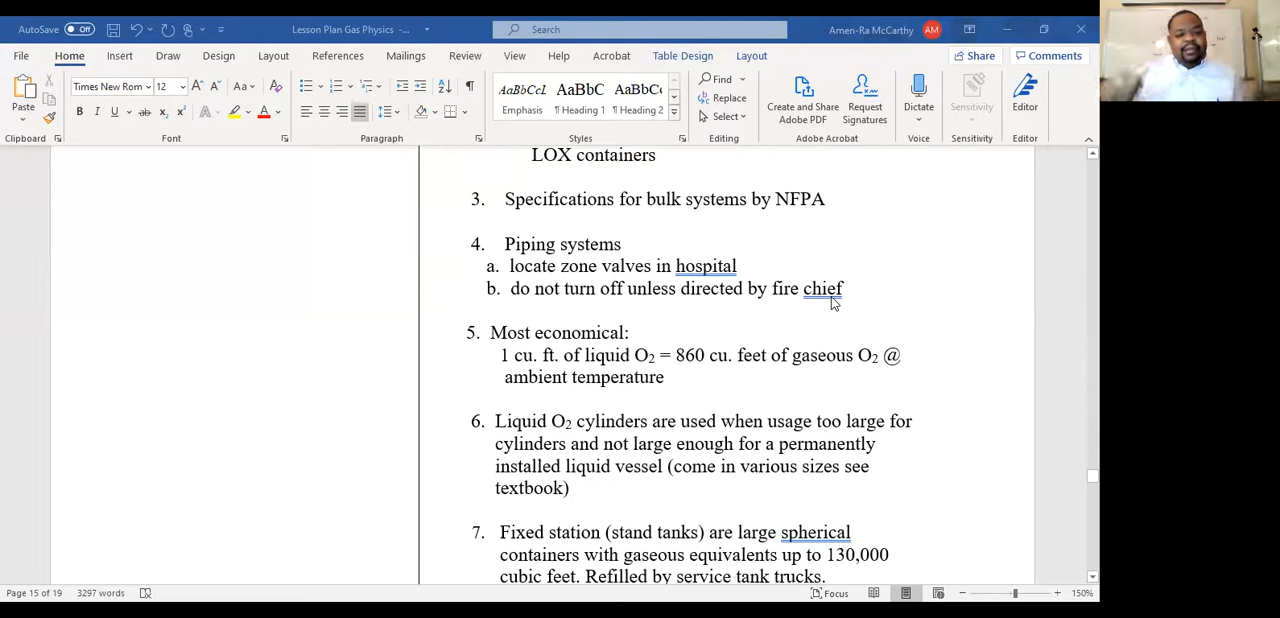 AutoSave Off Lesson Plan Gas Physics -... Search Amen-Ra McCarthy AM
File Home Insert Draw Design Layout References Mailings Review View Help Acrobat Table Design Layout Share Comments
Paste
Clipboard
Times New Rom 12
Font
Paragraph
AaBbCcI AaBbC AaBbCc
Emphasis ¶ Heading 1 ¶ Heading 2
Styles
Find
Replace
Select
Editing
Create and Share
Adobe PDF
Request
Signatures
Adobe Acrobat
Dictate
Voice
Sensitivity
Sensitivity
Editor
Editor
LOX containers
3. Specifications for bulk systems by NFPA
4. Piping systems
a. locate zone valves in hospital
b. do not turn off unless directed by fire chief
5. Most economical:
1 cu. ft. of liquid O₂ = 860 cu. feet of gaseous O₂ @
ambient temperature
6. Liquid O₂ cylinders are used when usage too large for
cylinders and not large enough for a permanently
installed liquid vessel (come in various sizes see
textbook)
7. Fixed station (stand tanks) are large spherical
containers with gaseous equivalents up to 130,000
cubic feet. Refilled by service tank trucks.
Page 15 of 19 3297 words Focus 150%